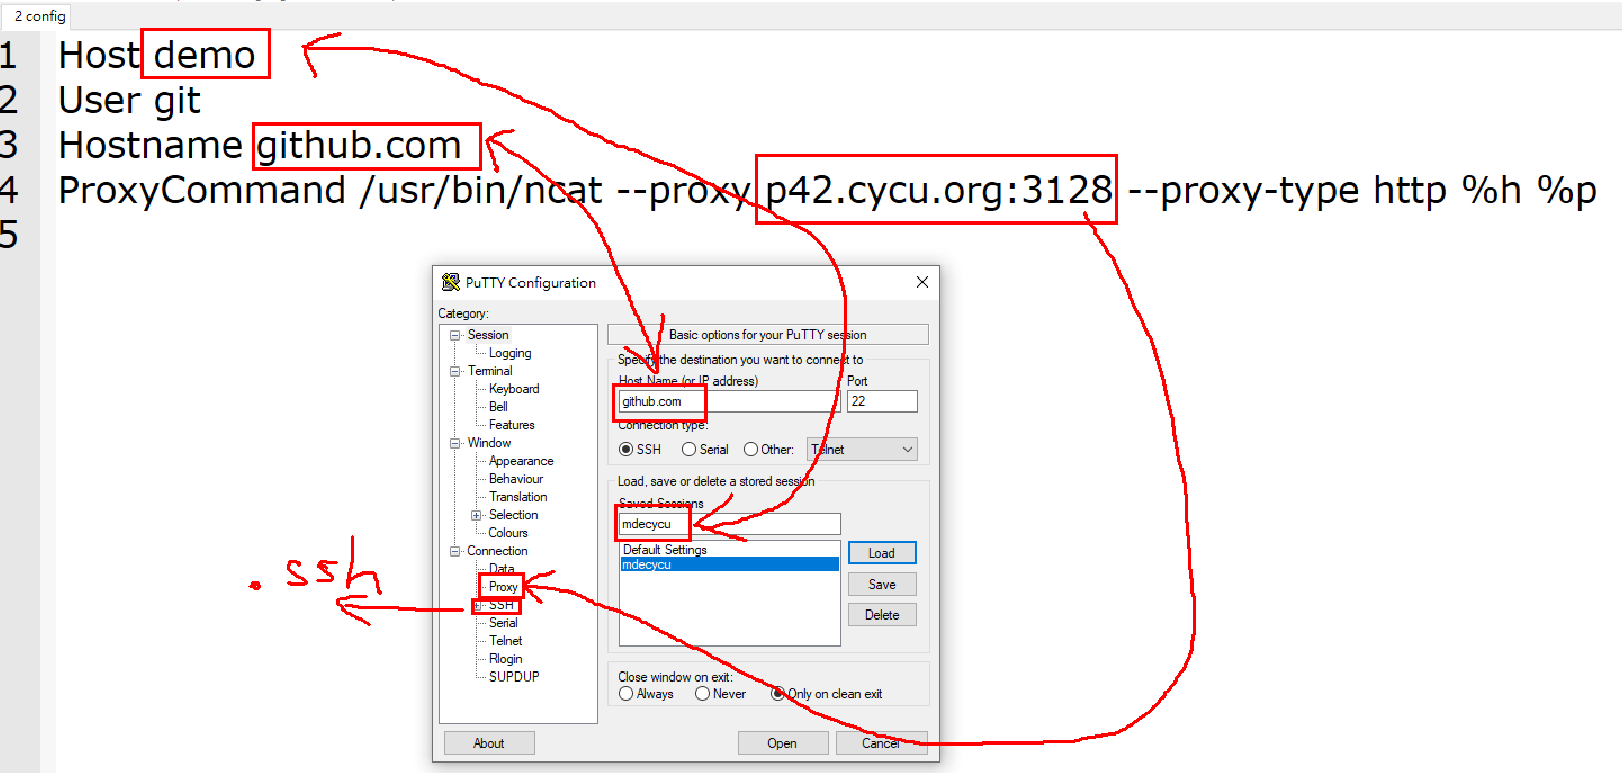 2 config
1 Host demo
2 User git
3 Hostname github.com
4 ProxyCommand /usr/bin/ncat --proxy p42.cycu.org:3128 --proxy-type http %h %p
5
PuTTY Configuration
Category:
Session
Logging
Terminal
Keyboard
Bell
Features
Window
Appearance
Behaviour
Translation
Selection
Colours
Connection
Data
Proxy
SSH
Serial
Telnet
Rlogin
SUPDUP
Basic options for your PuTTY session
Specify the destination you want to connect to
Host Name (or IP address) Port
github.com 22
Connection type:
SSH Serial Other: Telnet
Load, save or delete a stored session
Saved Sessions
mdecycu
Default Settings
mdecycu
Load
Save
Delete
Close window on exit:
Always Never Only on clean exit
About Open Cancel
.ssh